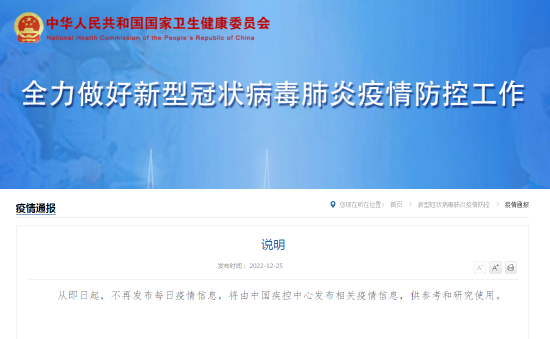 中华人民共和国国家卫生健康委员会
National Health Commission of the People's Republic of China
全力做好新型冠状病毒肺炎疫情防控工作
疫情通报
您现在所在位置： 首页 > 新型冠状病毒肺炎疫情防控 > 疫情通报
说明
发布时间： 2022-12-25
A- A+
从即日起，不再发布每日疫情信息，将由中国疾控中心发布相关疫情信息，供参考和研究使用。